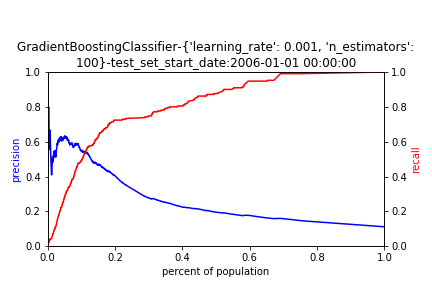 GradientBoostingClassifier-{'learning_rate': 0.001, 'n_estimators':
100}-test_set_start_date:2006-01-01 00:00:00
1.0
0.8
0.6
0.4
0.2
0.0
precision
1.0
0.8
0.6
0.4
0.2
0.0
recall
0.0 0.2 0.4 0.6 0.8 1.0
percent of population